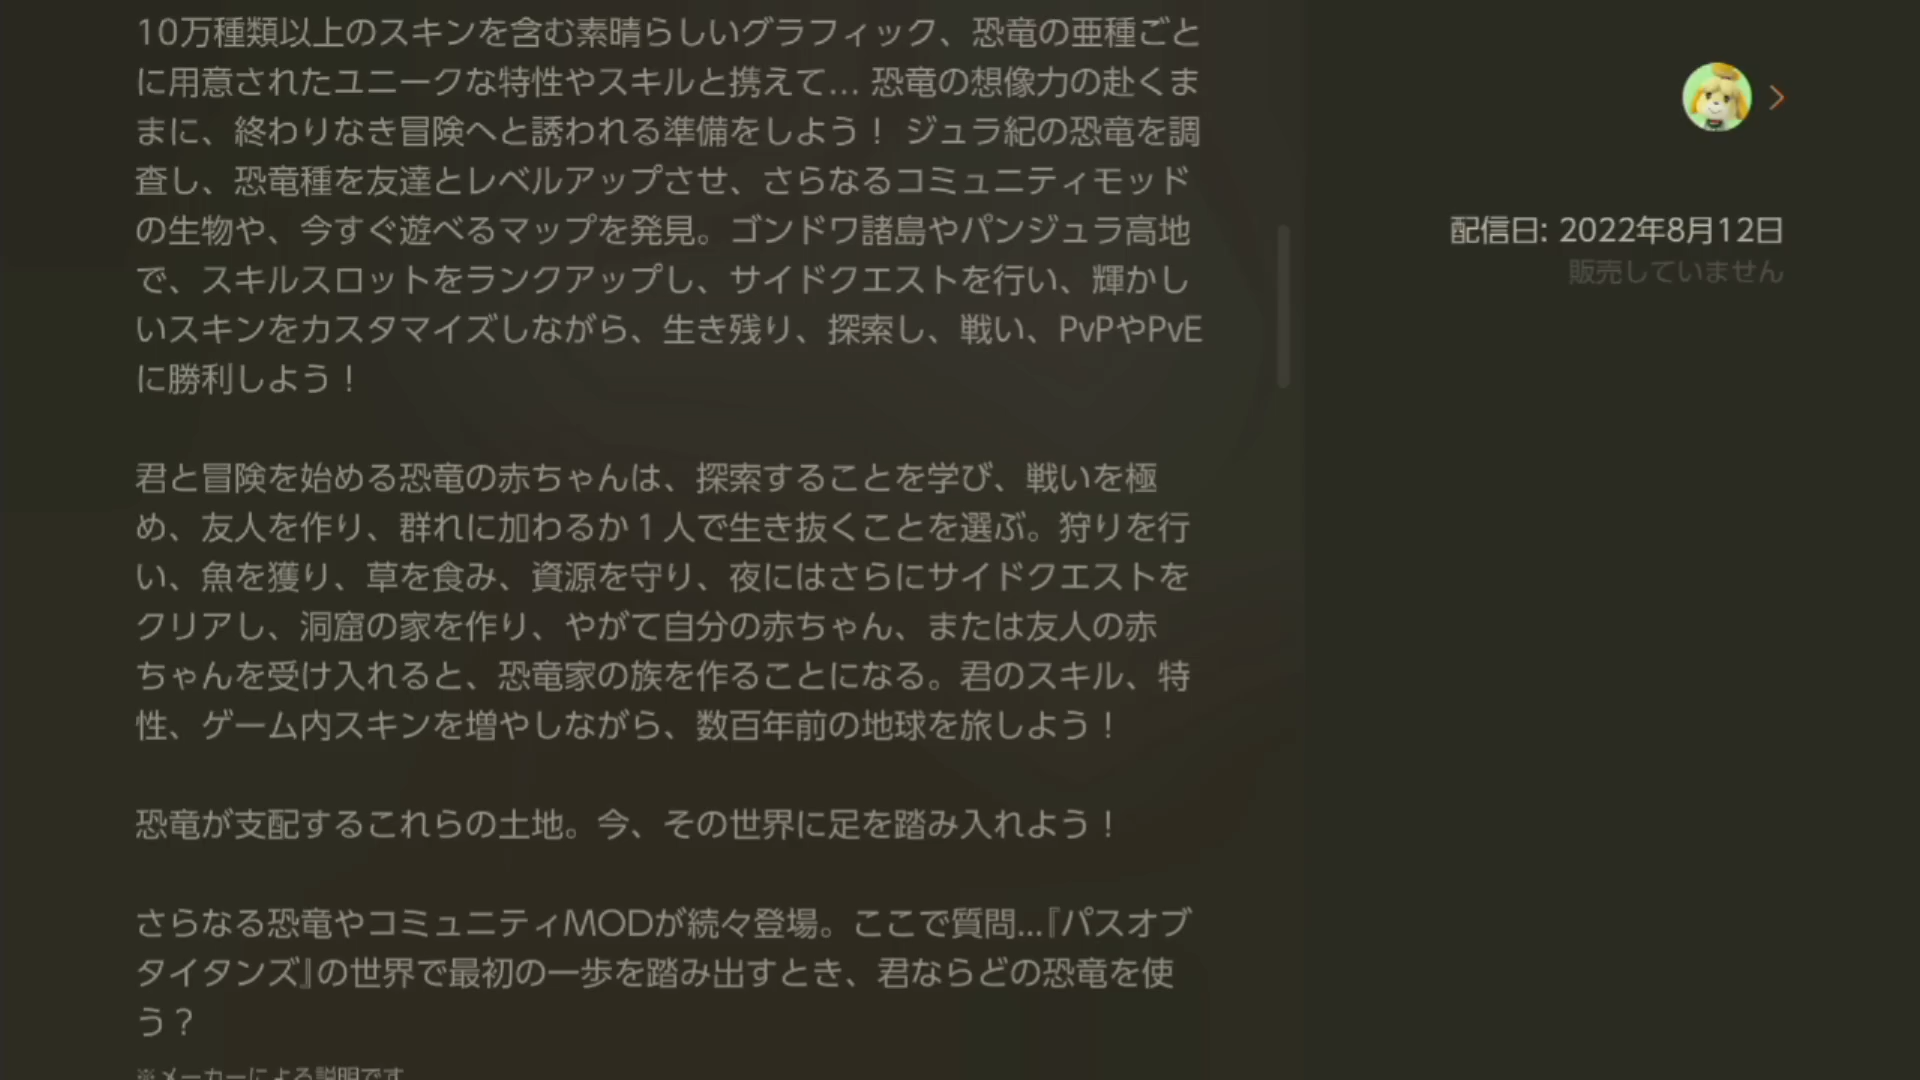 10万種類以上のスキンを含む素晴らしいグラフィック、恐竜の亜種ごと
に用意されたユニークな特性やスキルと携えて... 恐竜の想像力の赴くま
まに、終わりなき冒険へと誘われる準備をしよう！ ジュラ紀の恐竜を調
査し、恐竜種を友達とレベルアップさせ、さらなるコミュニティモッド
の生物や、今すぐ遊べるマップを発見。ゴンドワ諸島やパンジュラ高地
で、スキルスロットをランクアップし、サイドクエストを行い、輝かし
いスキンをカスタマイズしながら、生き残り、探索し、戦い、PvPやPvE
に勝利しよう！
君と冒険を始める恐竜の赤ちゃんは、探索することを学び、戦いを極
め、友人を作り、群れに加わるか１人で生き抜くことを選ぶ。狩りを行
い、魚を獲り、草を食み、資源を守り、夜にはさらにサイドクエストを
クリアし、洞窟の家を作り、やがて自分の赤ちゃん、または友人の赤
ちゃんを受け入れると、恐竜家の族を作ることになる。君のスキル、特
性、ゲーム内スキンを増やしながら、数百年前の地球を旅しよう！
恐竜が支配するこれらの土地。今、その世界に足を踏み入れよう！
さらなる恐竜やコミュニティMODが続々登場。ここで質問...『パスオブ
タイタンズ』の世界で最初の一歩を踏み出すとき、君ならどの恐竜を使
う？
※メーカーによる説明です
配信日: 2022年8月12日
販売していません